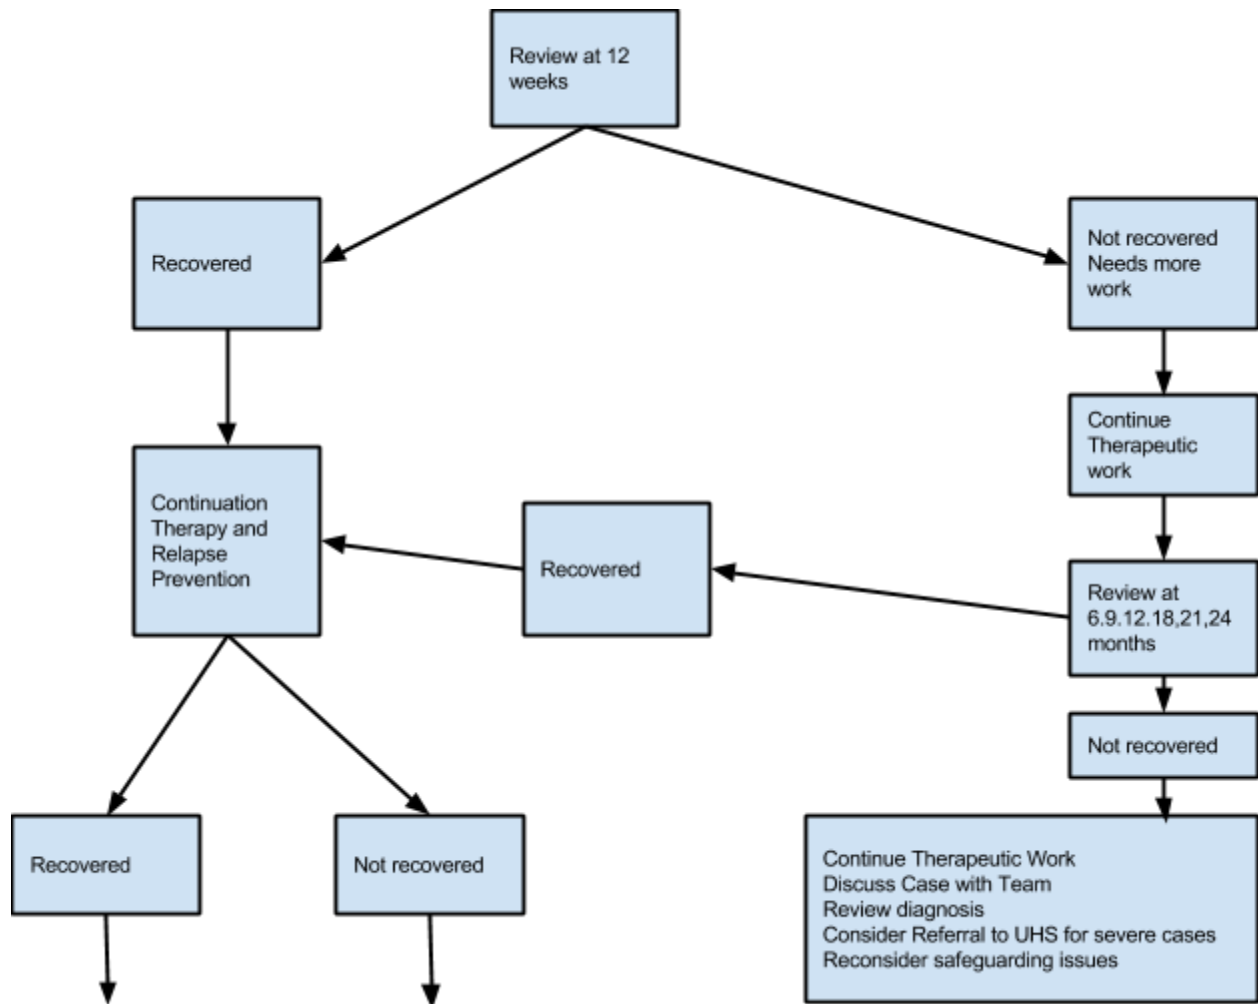 Review at 12
weeks
Recovered
Not recovered
Needs more
work
Continue
Therapeutic
work
Continuation
Therapy and
Relapse
Prevention
Recovered
Review at
6.9.12.18,21,24
months
Not recovered
Recovered
Not recovered
Continue Therapeutic Work
Discuss Case with Team
Review diagnosis
Consider Referral to UHS for severe cases
Reconsider safeguarding issues